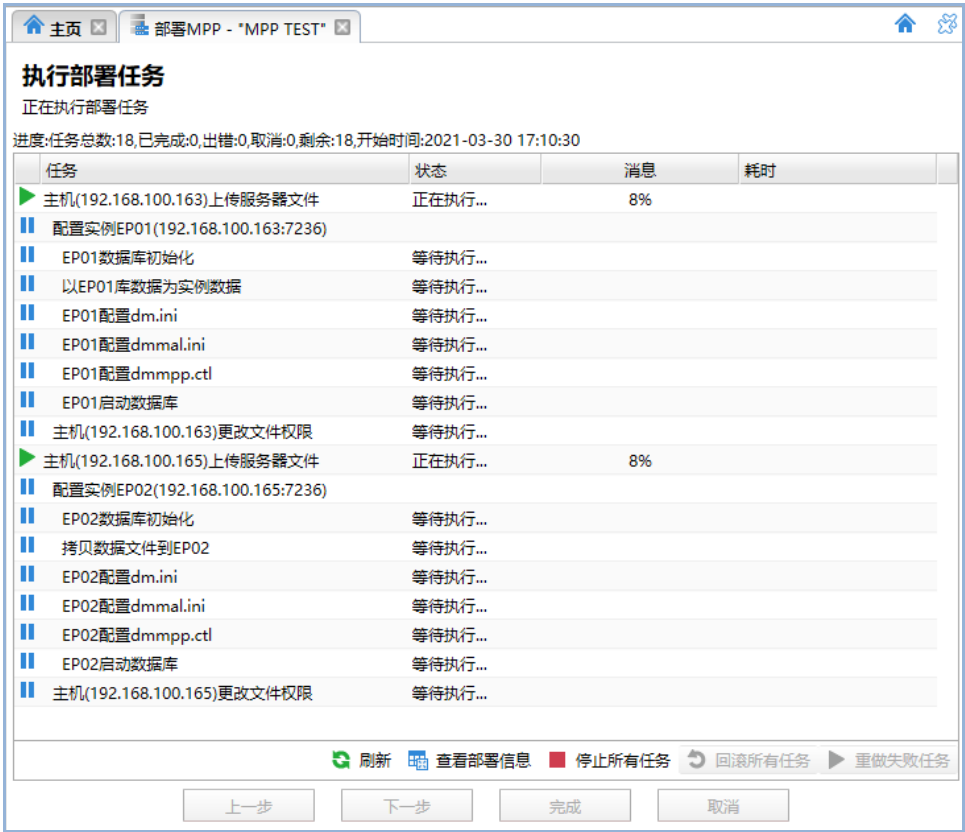 主页 部署MPP - "MPP TEST"
执行部署任务
正在执行部署任务
进度:任务总数:18,已完成:0,出错:0,取消:0,剩余:18,开始时间:2021-03-30 17:10:30
任务 状态 消息 耗时
主机(192.168.100.163)上传服务器文件 正在执行... 8%
配置实例EP01(192.168.100.163:7236)
EP01数据库初始化 等待执行...
以EP01库数据为实例数据 等待执行...
EP01配置dm.ini 等待执行...
EP01配置dmmal.ini 等待执行...
EP01配置dmmpp.ctl 等待执行...
EP01启动数据库 等待执行...
主机(192.168.100.163)更改文件权限 等待执行...
主机(192.168.100.165)上传服务器文件 正在执行... 8%
配置实例EP02(192.168.100.165:7236)
EP02数据库初始化 等待执行...
拷贝数据文件到EP02 等待执行...
EP02配置dm.ini 等待执行...
EP02配置dmmal.ini 等待执行...
EP02配置dmmpp.ctl 等待执行...
EP02启动数据库 等待执行...
主机(192.168.100.165)更改文件权限 等待执行...
刷新 查看部署信息 停止所有任务 回滚所有任务 重做失败任务
上一步 下一步 完成 取消